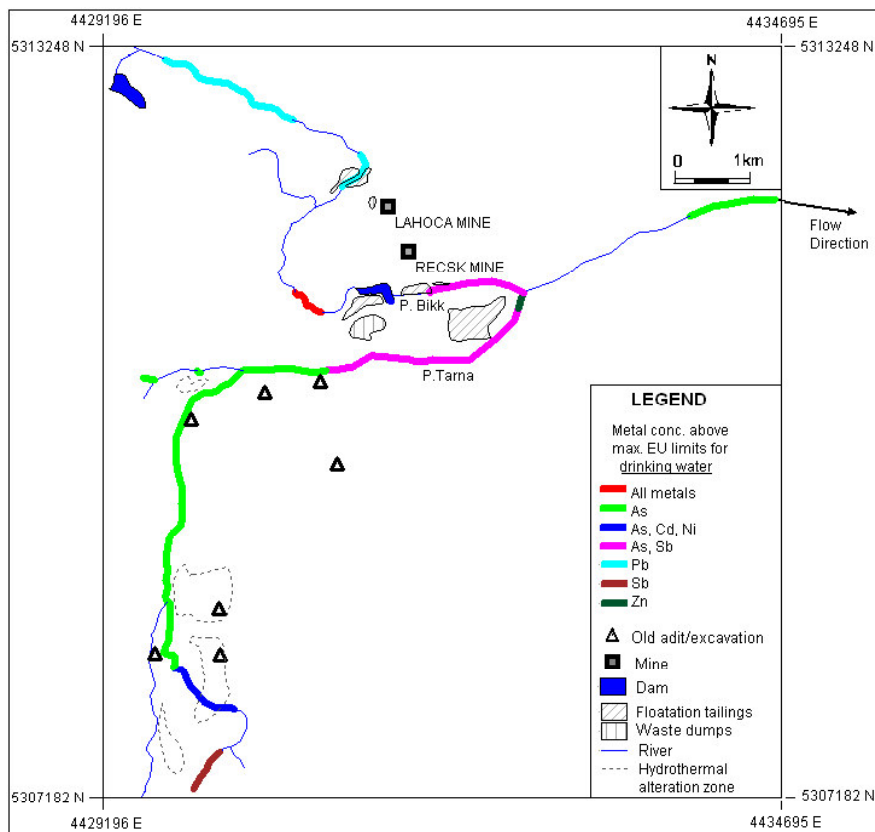 4429196 E
4434695 E
5313248 N
5313248 N
N
0 1km
LAHOCA MINE
Flow
Direction
RECSK MINE
P. Bikk
P.Tarna
LEGEND
Metal conc. above
max. EU limits for
drinking water
All metals
As
As, Cd, Ni
As, Sb
Pb
Sb
Zn
Old adit/excavation
Mine
Dam
Floatation tailings
Waste dumps
River
Hydrothermal
alteration zone
5307182 N
5307182 N
4429196 E
4434695 E